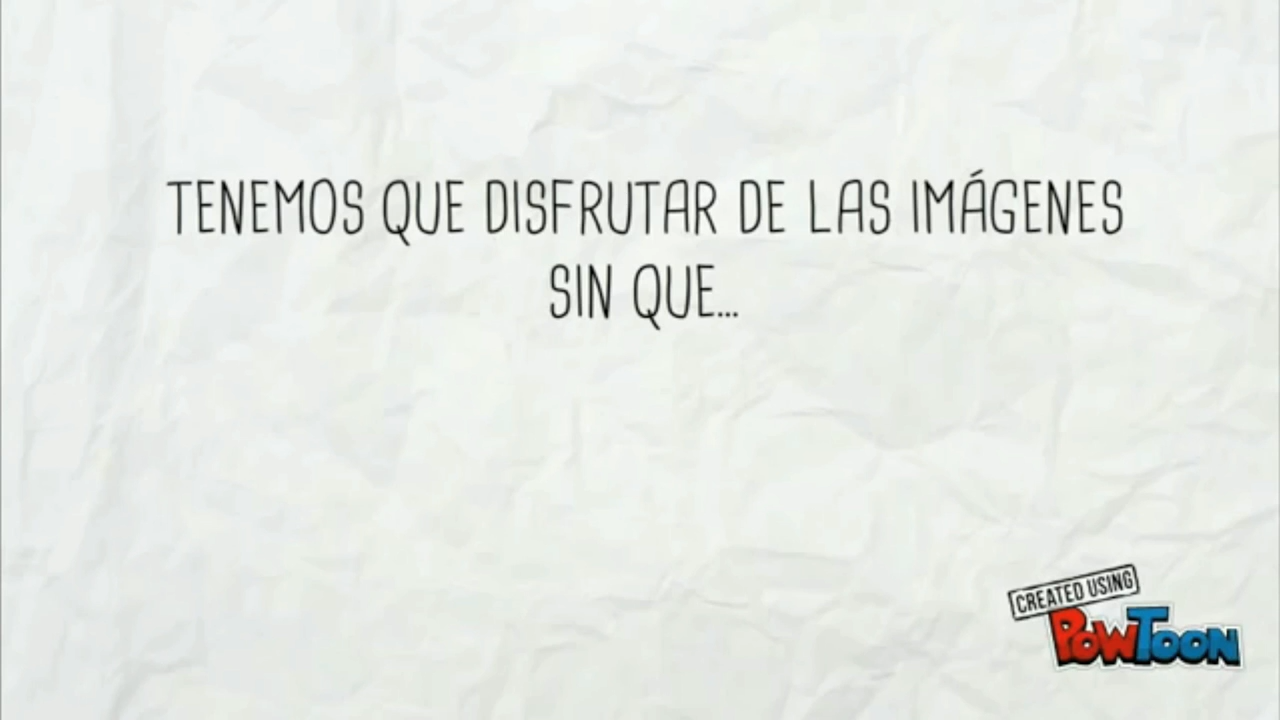 TENEMOS QUE DISFRUTAR DE LAS IMÁGENES
SIN QUE...
CREATED USING
POWTOON